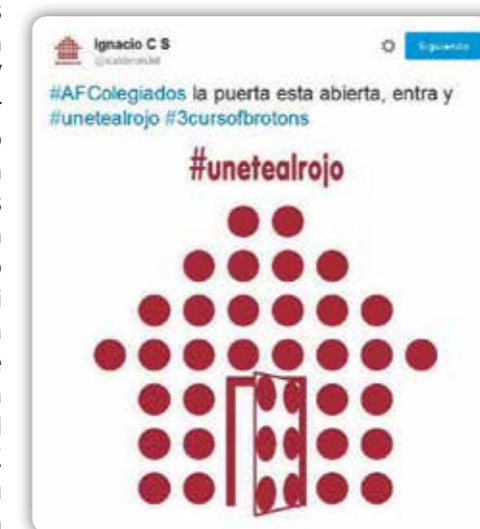 Ignacio C S
Siguiendo
#AFColegiados la puerta esta abierta, entra y
#unetealrojo #3cursofbrotons
#unetealrojo